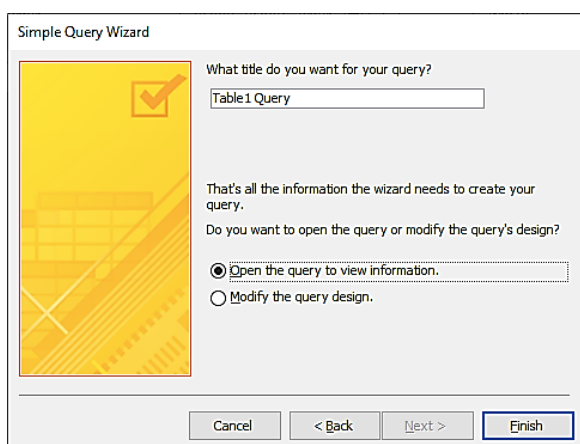 Simple Query Wizard
What title do you want for your query?
Table1 Query
That's all the information the wizard needs to create your
query.
Do you want to open the query or modify the query's design?
Open the query to view information.
Modify the query design.
Cancel
< Back
Next >
Finish